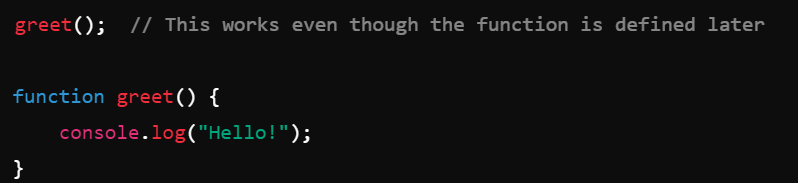 greet();  // This works even though the function is defined later
function greet() {
    console.log("Hello!");
}